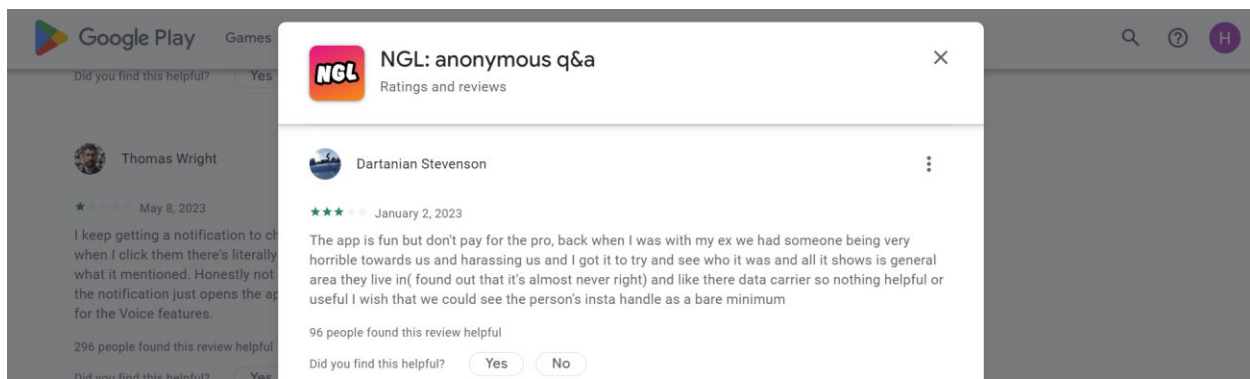 Google Play Games
NGL
NGL: anonymous q&a
Ratings and reviews
H
Did you find this helpful? Yes
Thomas Wright
May 8, 2023
I keep getting a notification to ch
when I click them there's literally
what it mentioned. Honestly not
the notification just opens the ap
for the Voice features.
296 people found this review helpful
Did you find this helpful? Yes
Dartanian Stevenson
January 2, 2023
The app is fun but don't pay for the pro, back when I was with my ex we had someone being very
horrible towards us and harassing us and I got it to try and see who it was and all it shows is general
area they live in( found out that it's almost never right) and like there data carrier so nothing helpful or
useful I wish that we could see the person's insta handle as a bare minimum
96 people found this review helpful
Did you find this helpful? Yes No